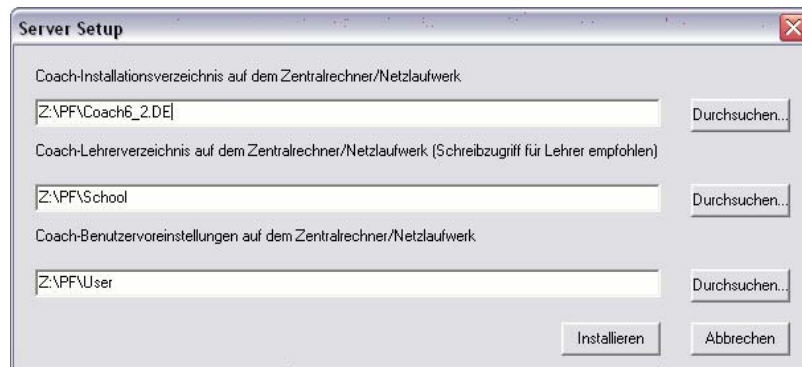 Server Setup
Coach-Installationsverzeichnis auf dem Zentralrechner/Netzlaufwerk
Z:\PF\Coach6_2.DE
Durchsuchen...
Coach-Lehrerverzeichnis auf dem Zentralrechner/Netzlaufwerk (Schreibzugriff für Lehrer empfohlen)
Z:\PF\School
Durchsuchen...
Coach-Benutzervoreinstellungen auf dem Zentralrechner/Netzlaufwerk
Z:\PF\User
Durchsuchen...
Installieren
Abbrechen